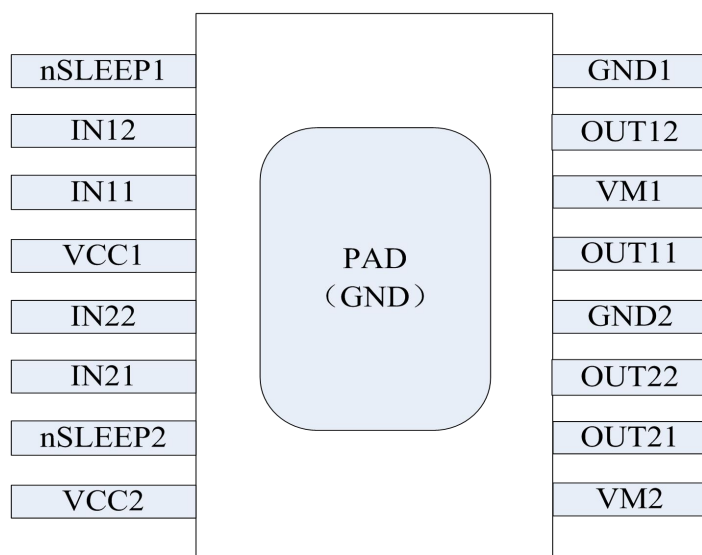 nSLEEP1
IN12
IN11
VCC1
IN22
IN21
nSLEEP2
VCC2
PAD
（GND）
GND1
OUT12
VM1
OUT11
GND2
OUT22
OUT21
VM2